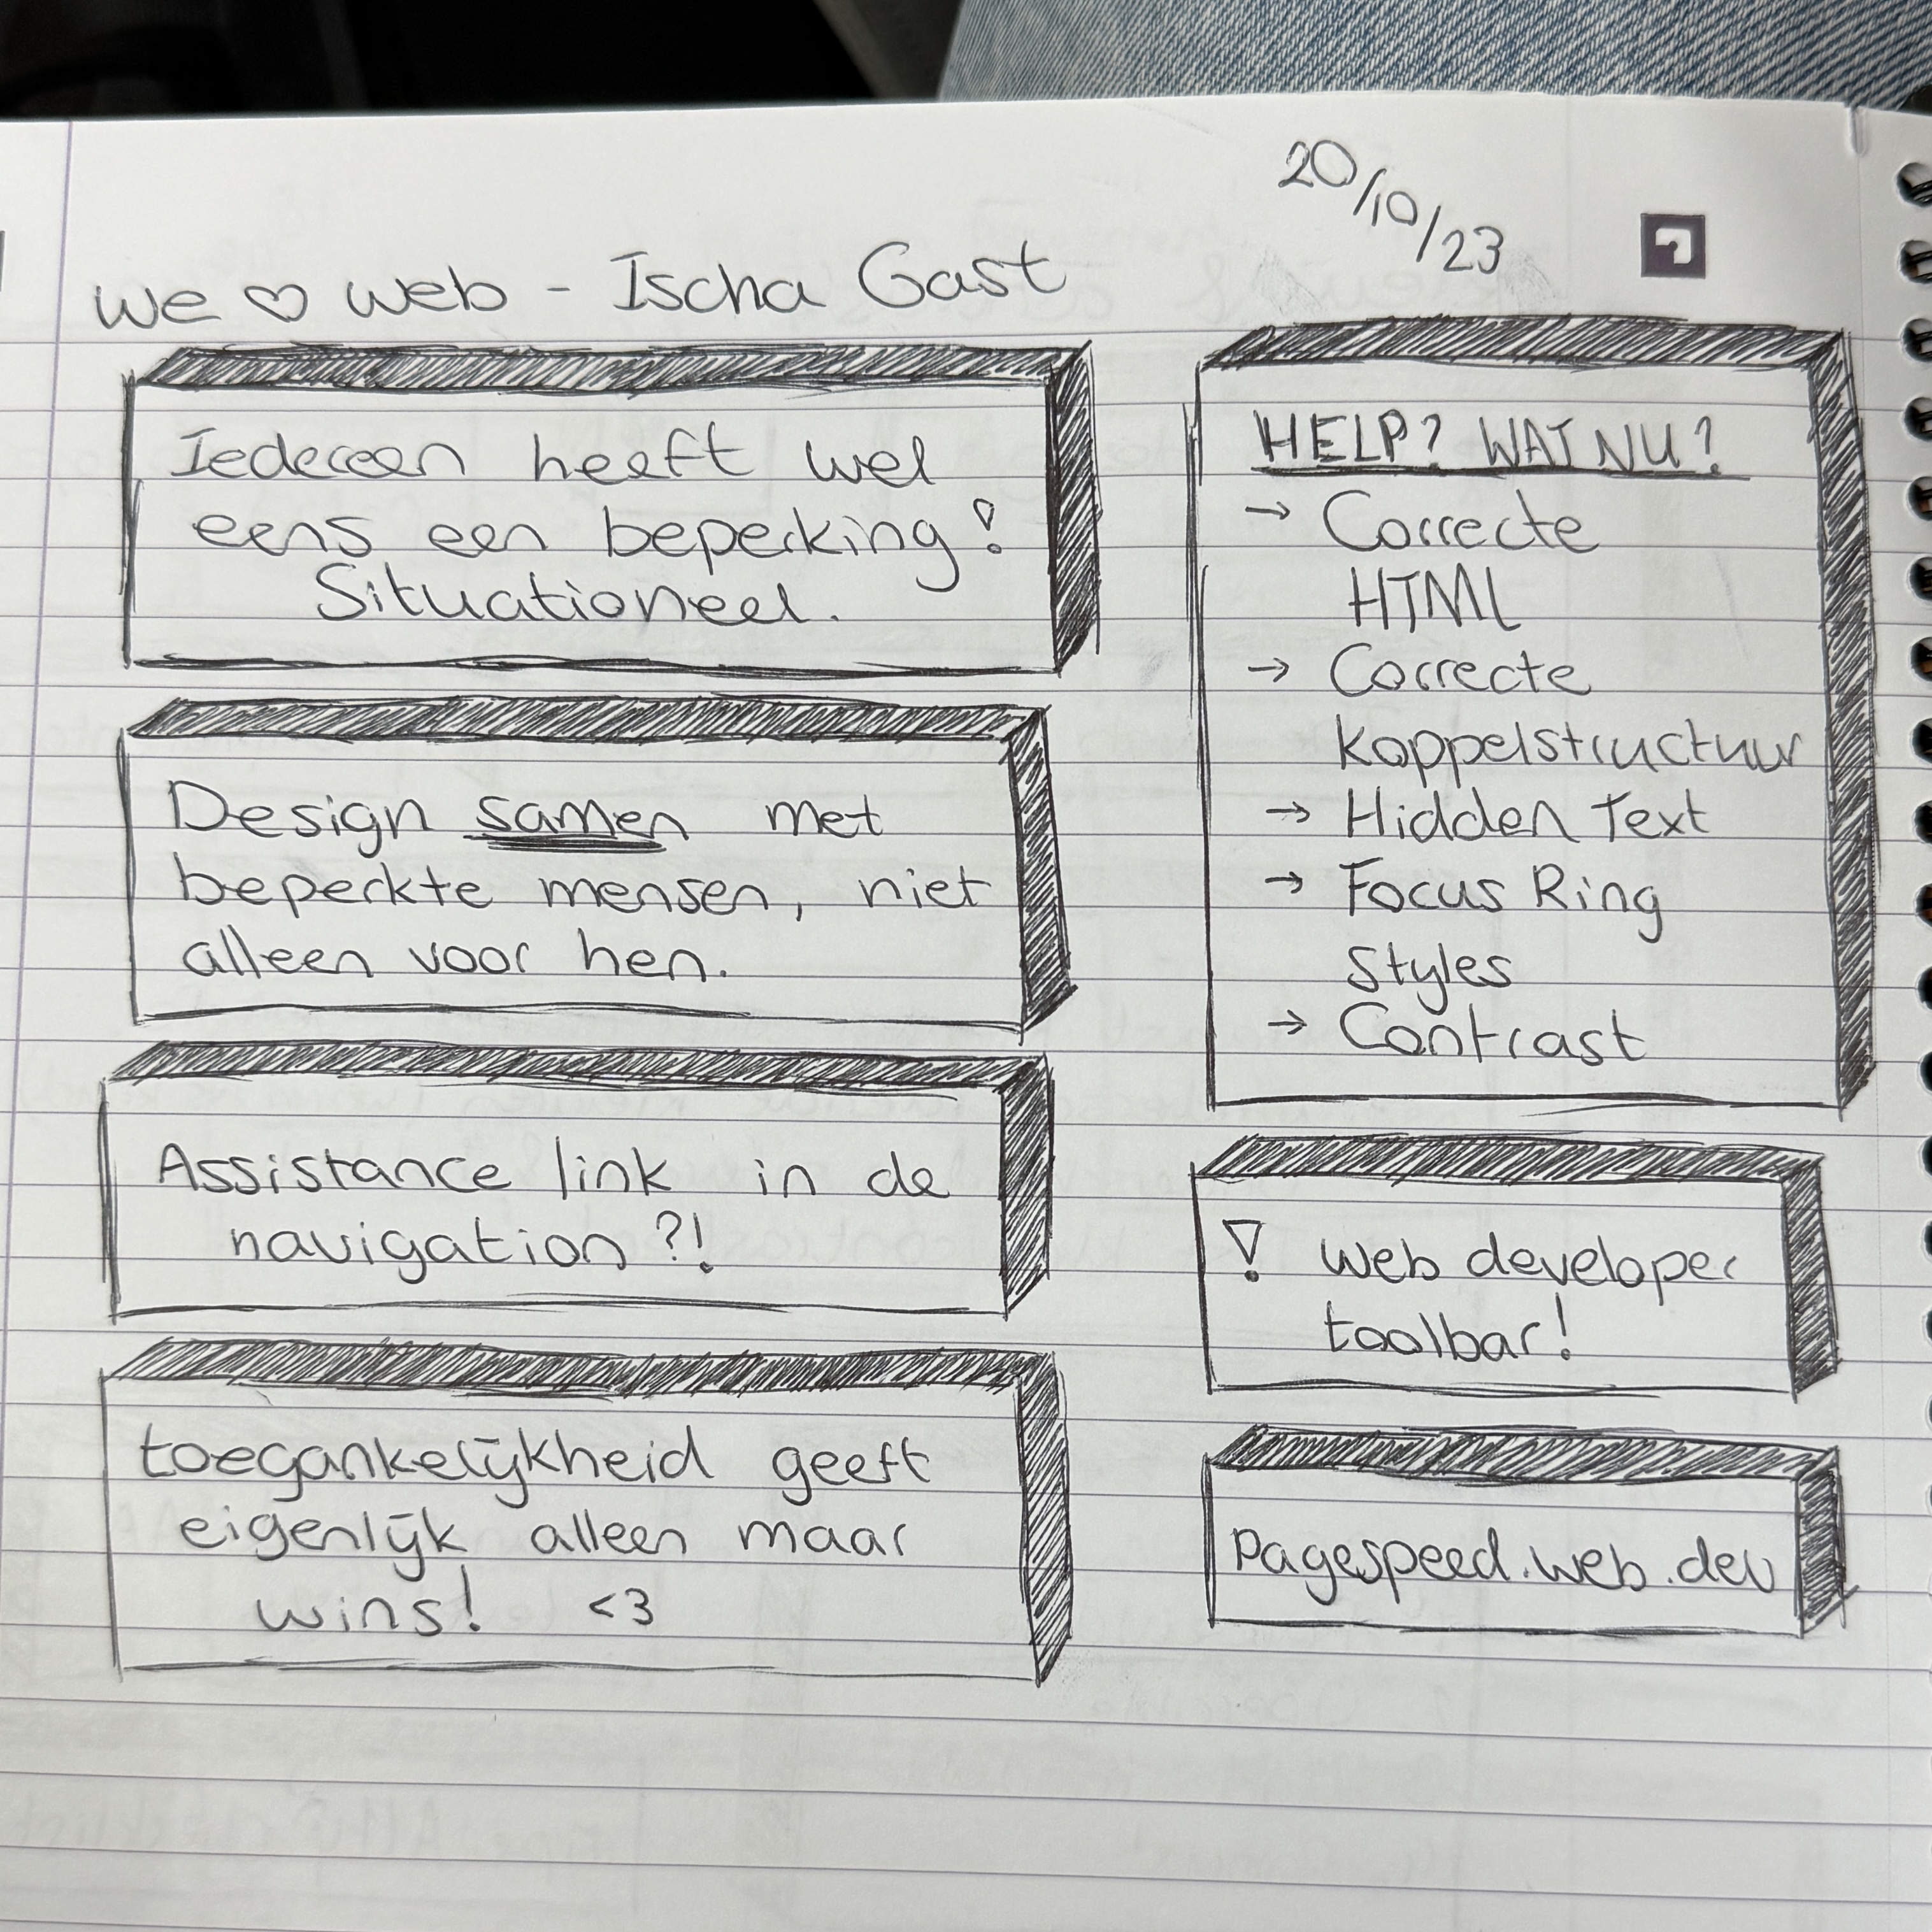 20/10/23
we ♡ web - Ischa Gast
Iedereen heeft wel
eens een beperking!
Situationeel.
Design samen met
beperkte mensen, niet
alleen voor hen.
Assistance link in de
navigation ?!
toegankelijkheid geeft
eigenlijk alleen maar
wins! <3
HELP? WAT NU?
→ Correcte
HTML
→ Correcte
koppelstructuur
→ Hidden Text
→ Focus Ring
Styles
→ Contrast
! web developer
toolbar!
Pagespeed.web.dev